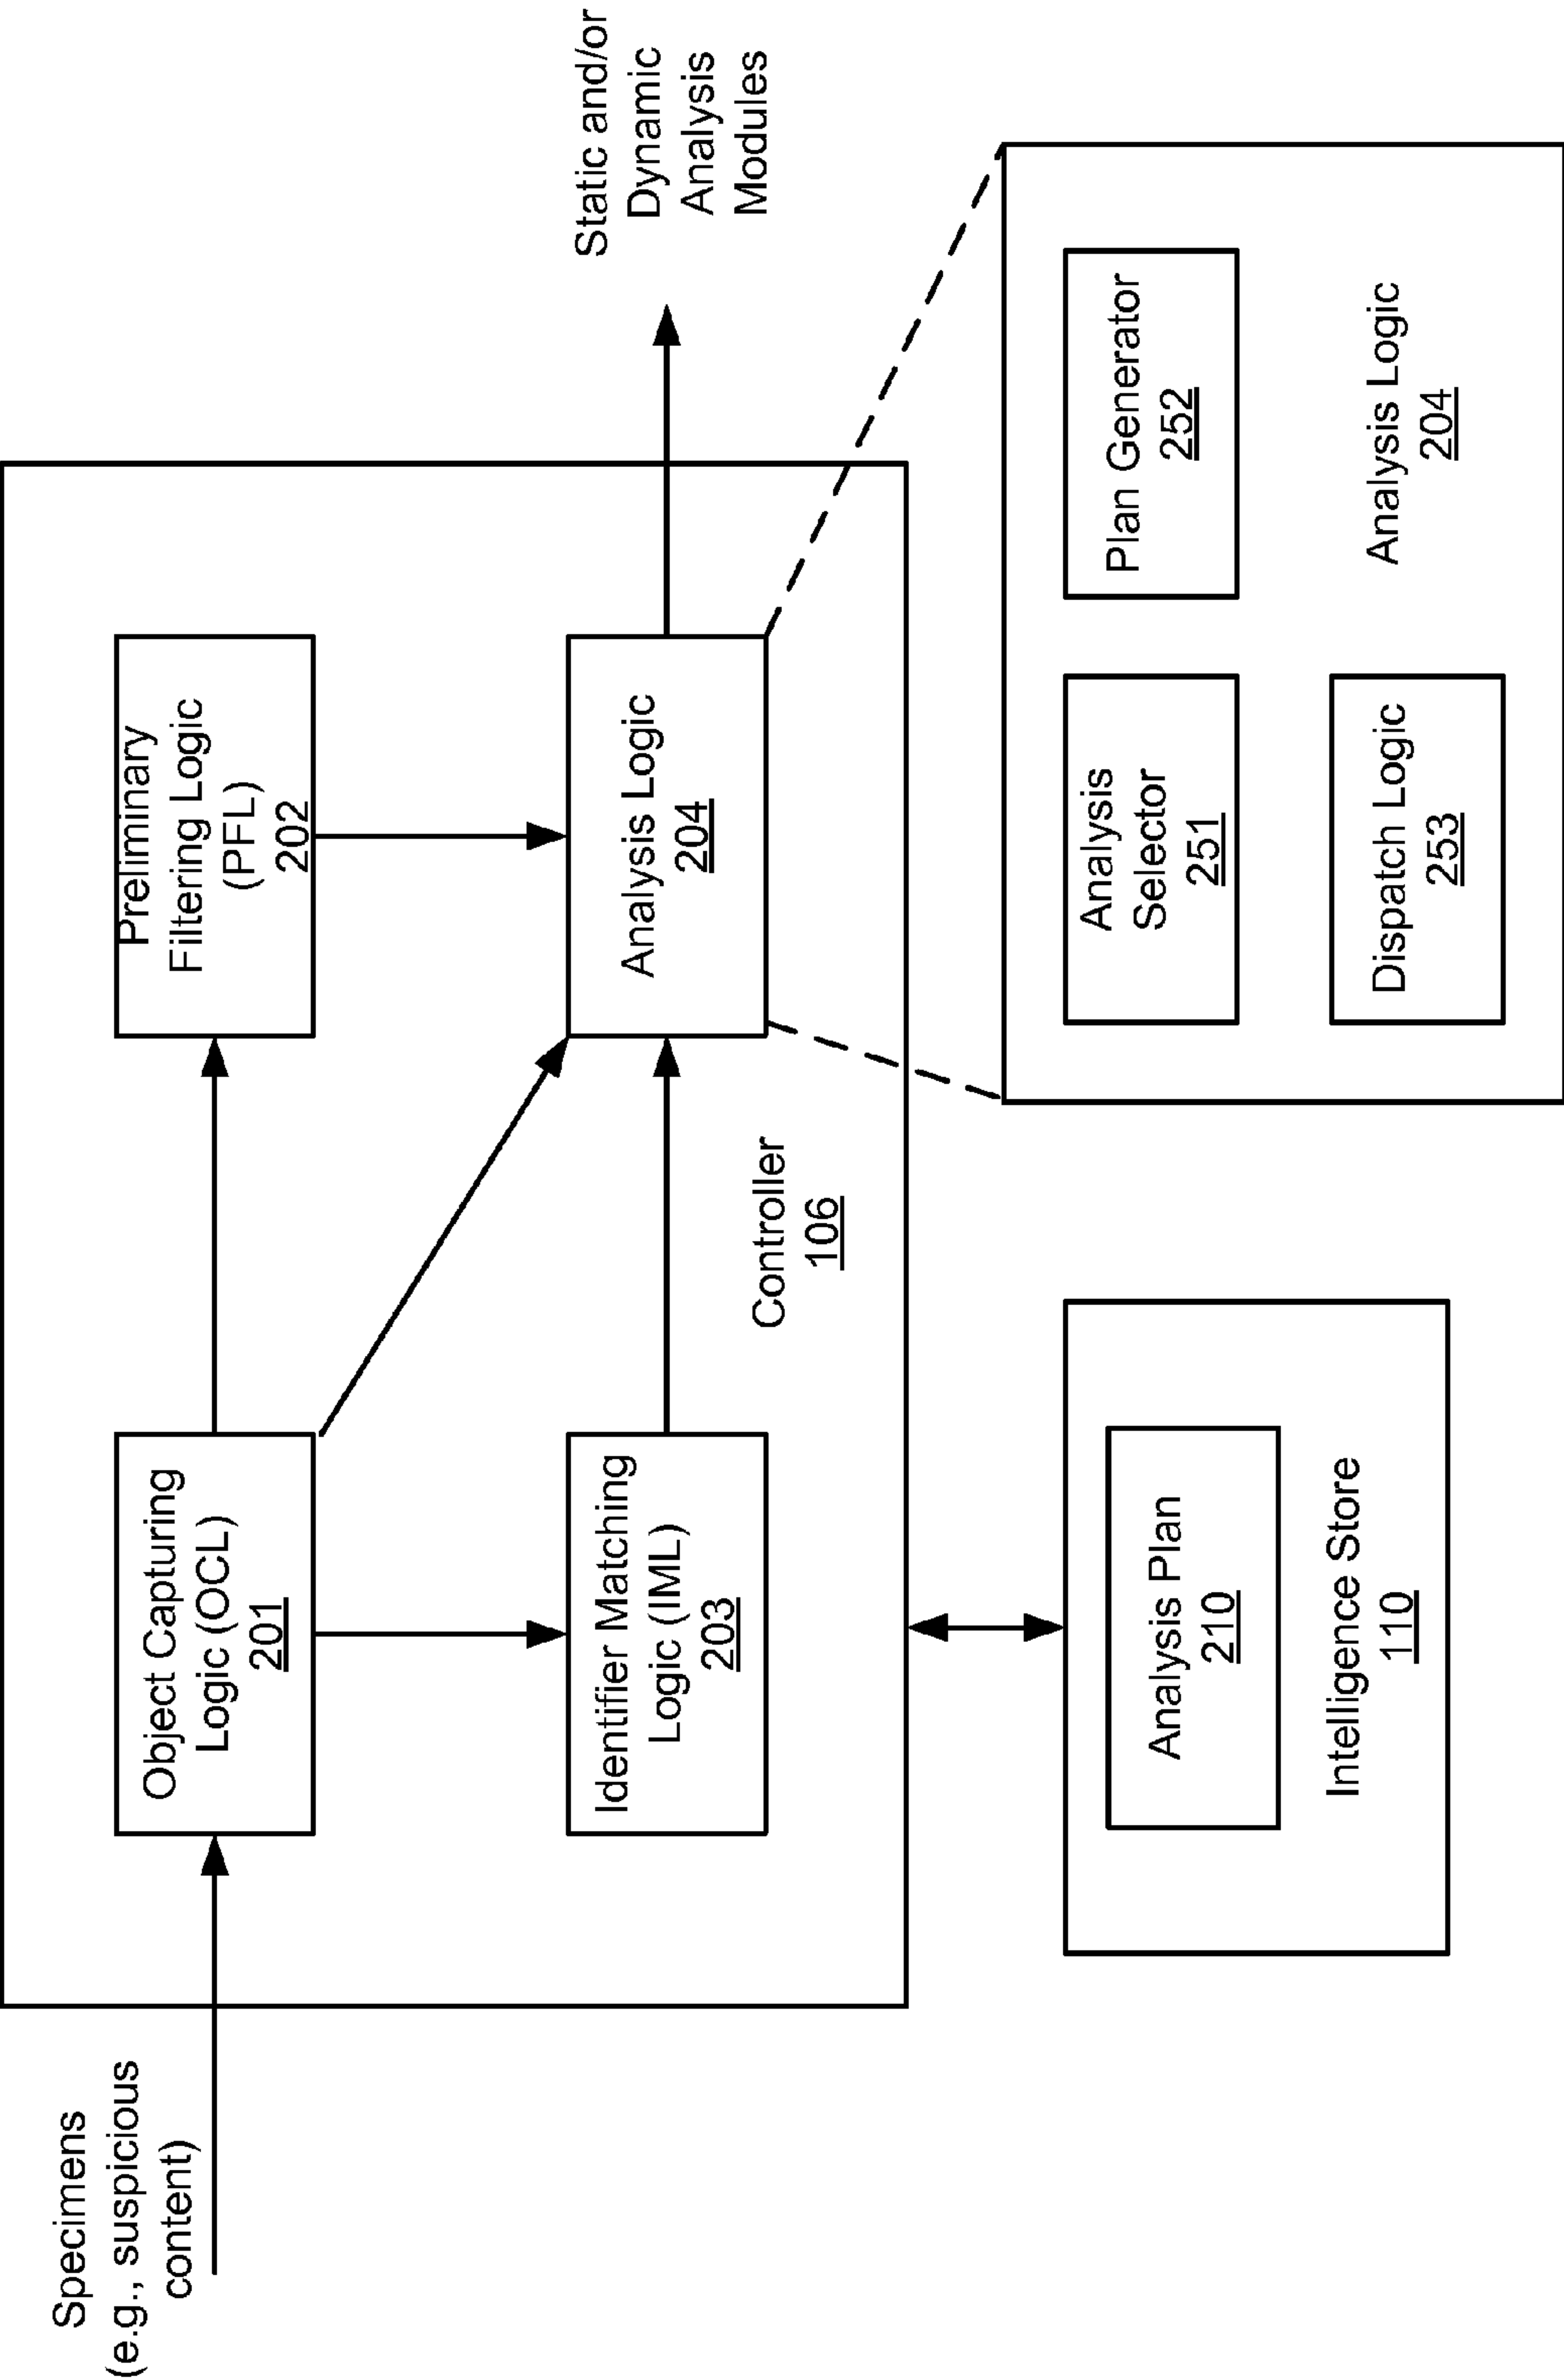 Specimens
(e.g., suspicious
content)
Object Capturing
Logic (OCL)
201
Preliminary
Filtering Logic
(PFL)
202
Identifier Matching
Logic (IML)
203
Analysis Logic
204
Controller
106
Static and/or
Dynamic
Analysis
Modules
Analysis Plan
210
Intelligence Store
110
Analysis
Selector
251
Plan Generator
252
Dispatch Logic
253
Analysis Logic
204